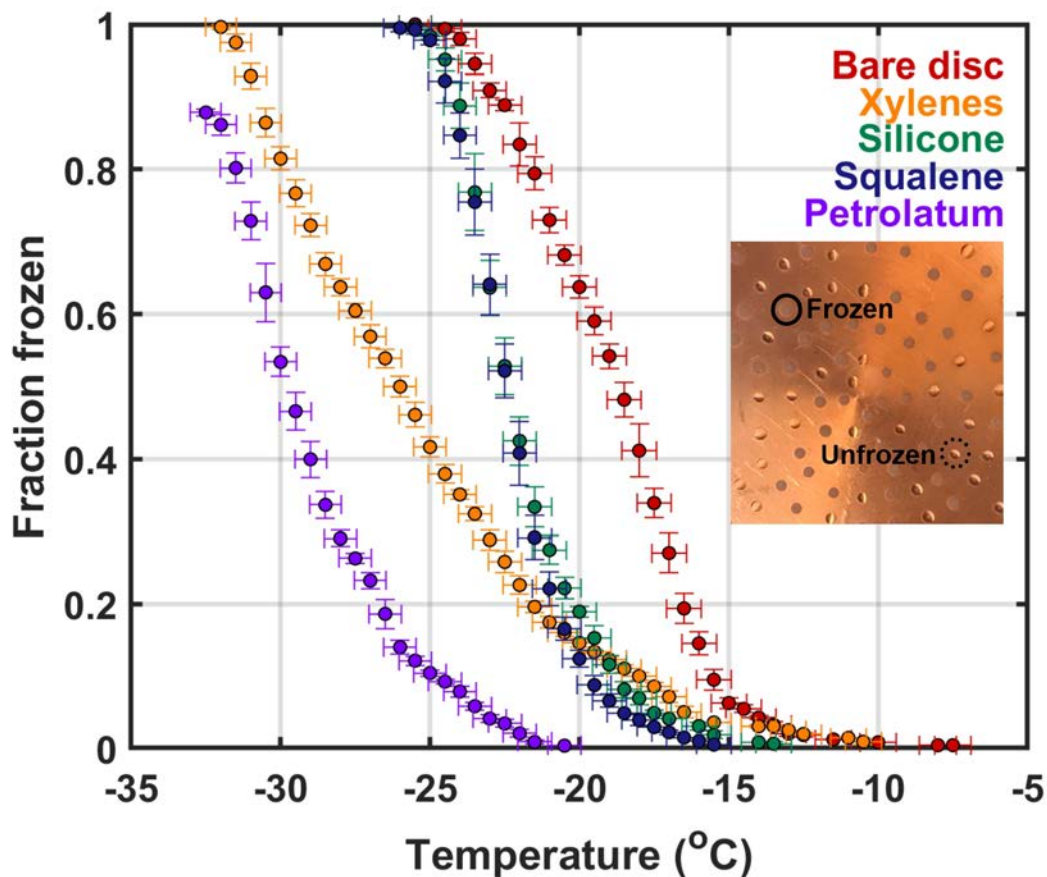 1
0.8
0.6
0.4
0.2
0
Fraction frozen
Bare disc
Xylenes
Silicone
Squalene
Petrolatum
Frozen
Unfrozen
-35 -30 -25 -20 -15 -10 -5
Temperature (°C)